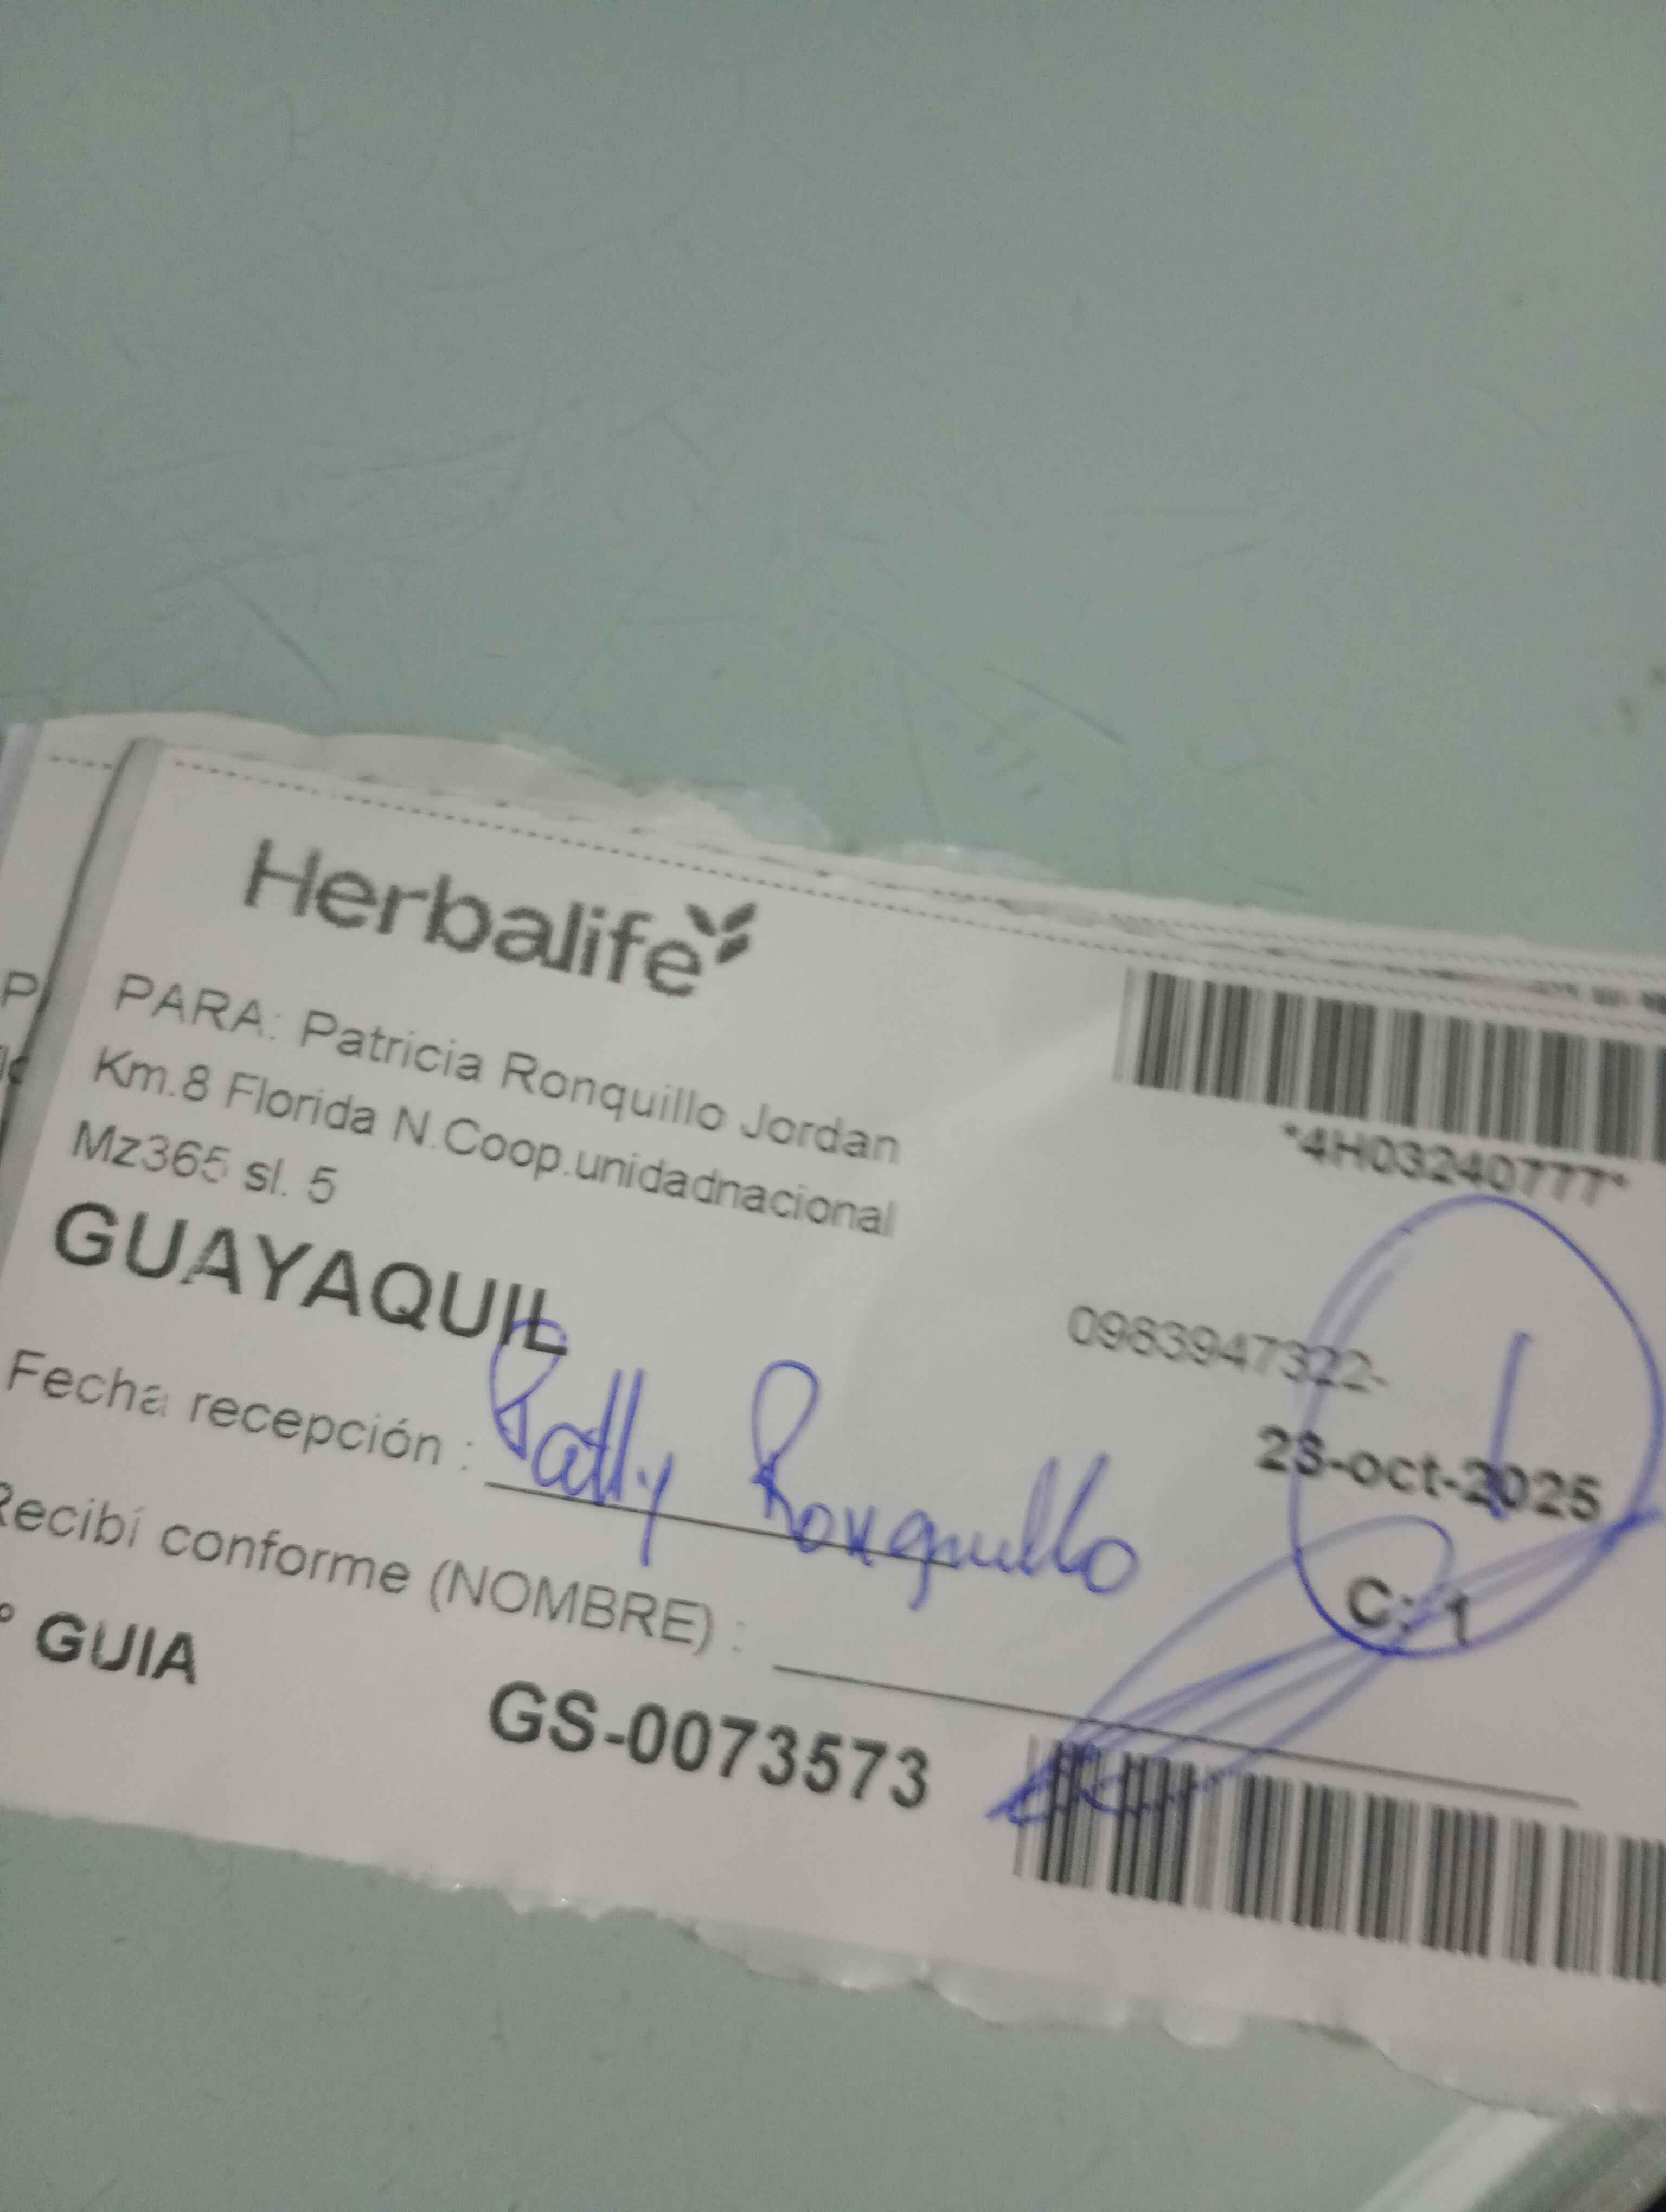 Herbalife
PARA: Patricia Ronquillo Jordan
Km.8 Florida N.Coop.unidadnacional
Mz365 sl. 5
*4H03240777*
GUAYAQUIL
0983947322-
Fecha recepción : Patty Ronquillo
-oct-2025
Recibí conforme (NOMBRE) :
C: 1
° GUIA
GS-0073573